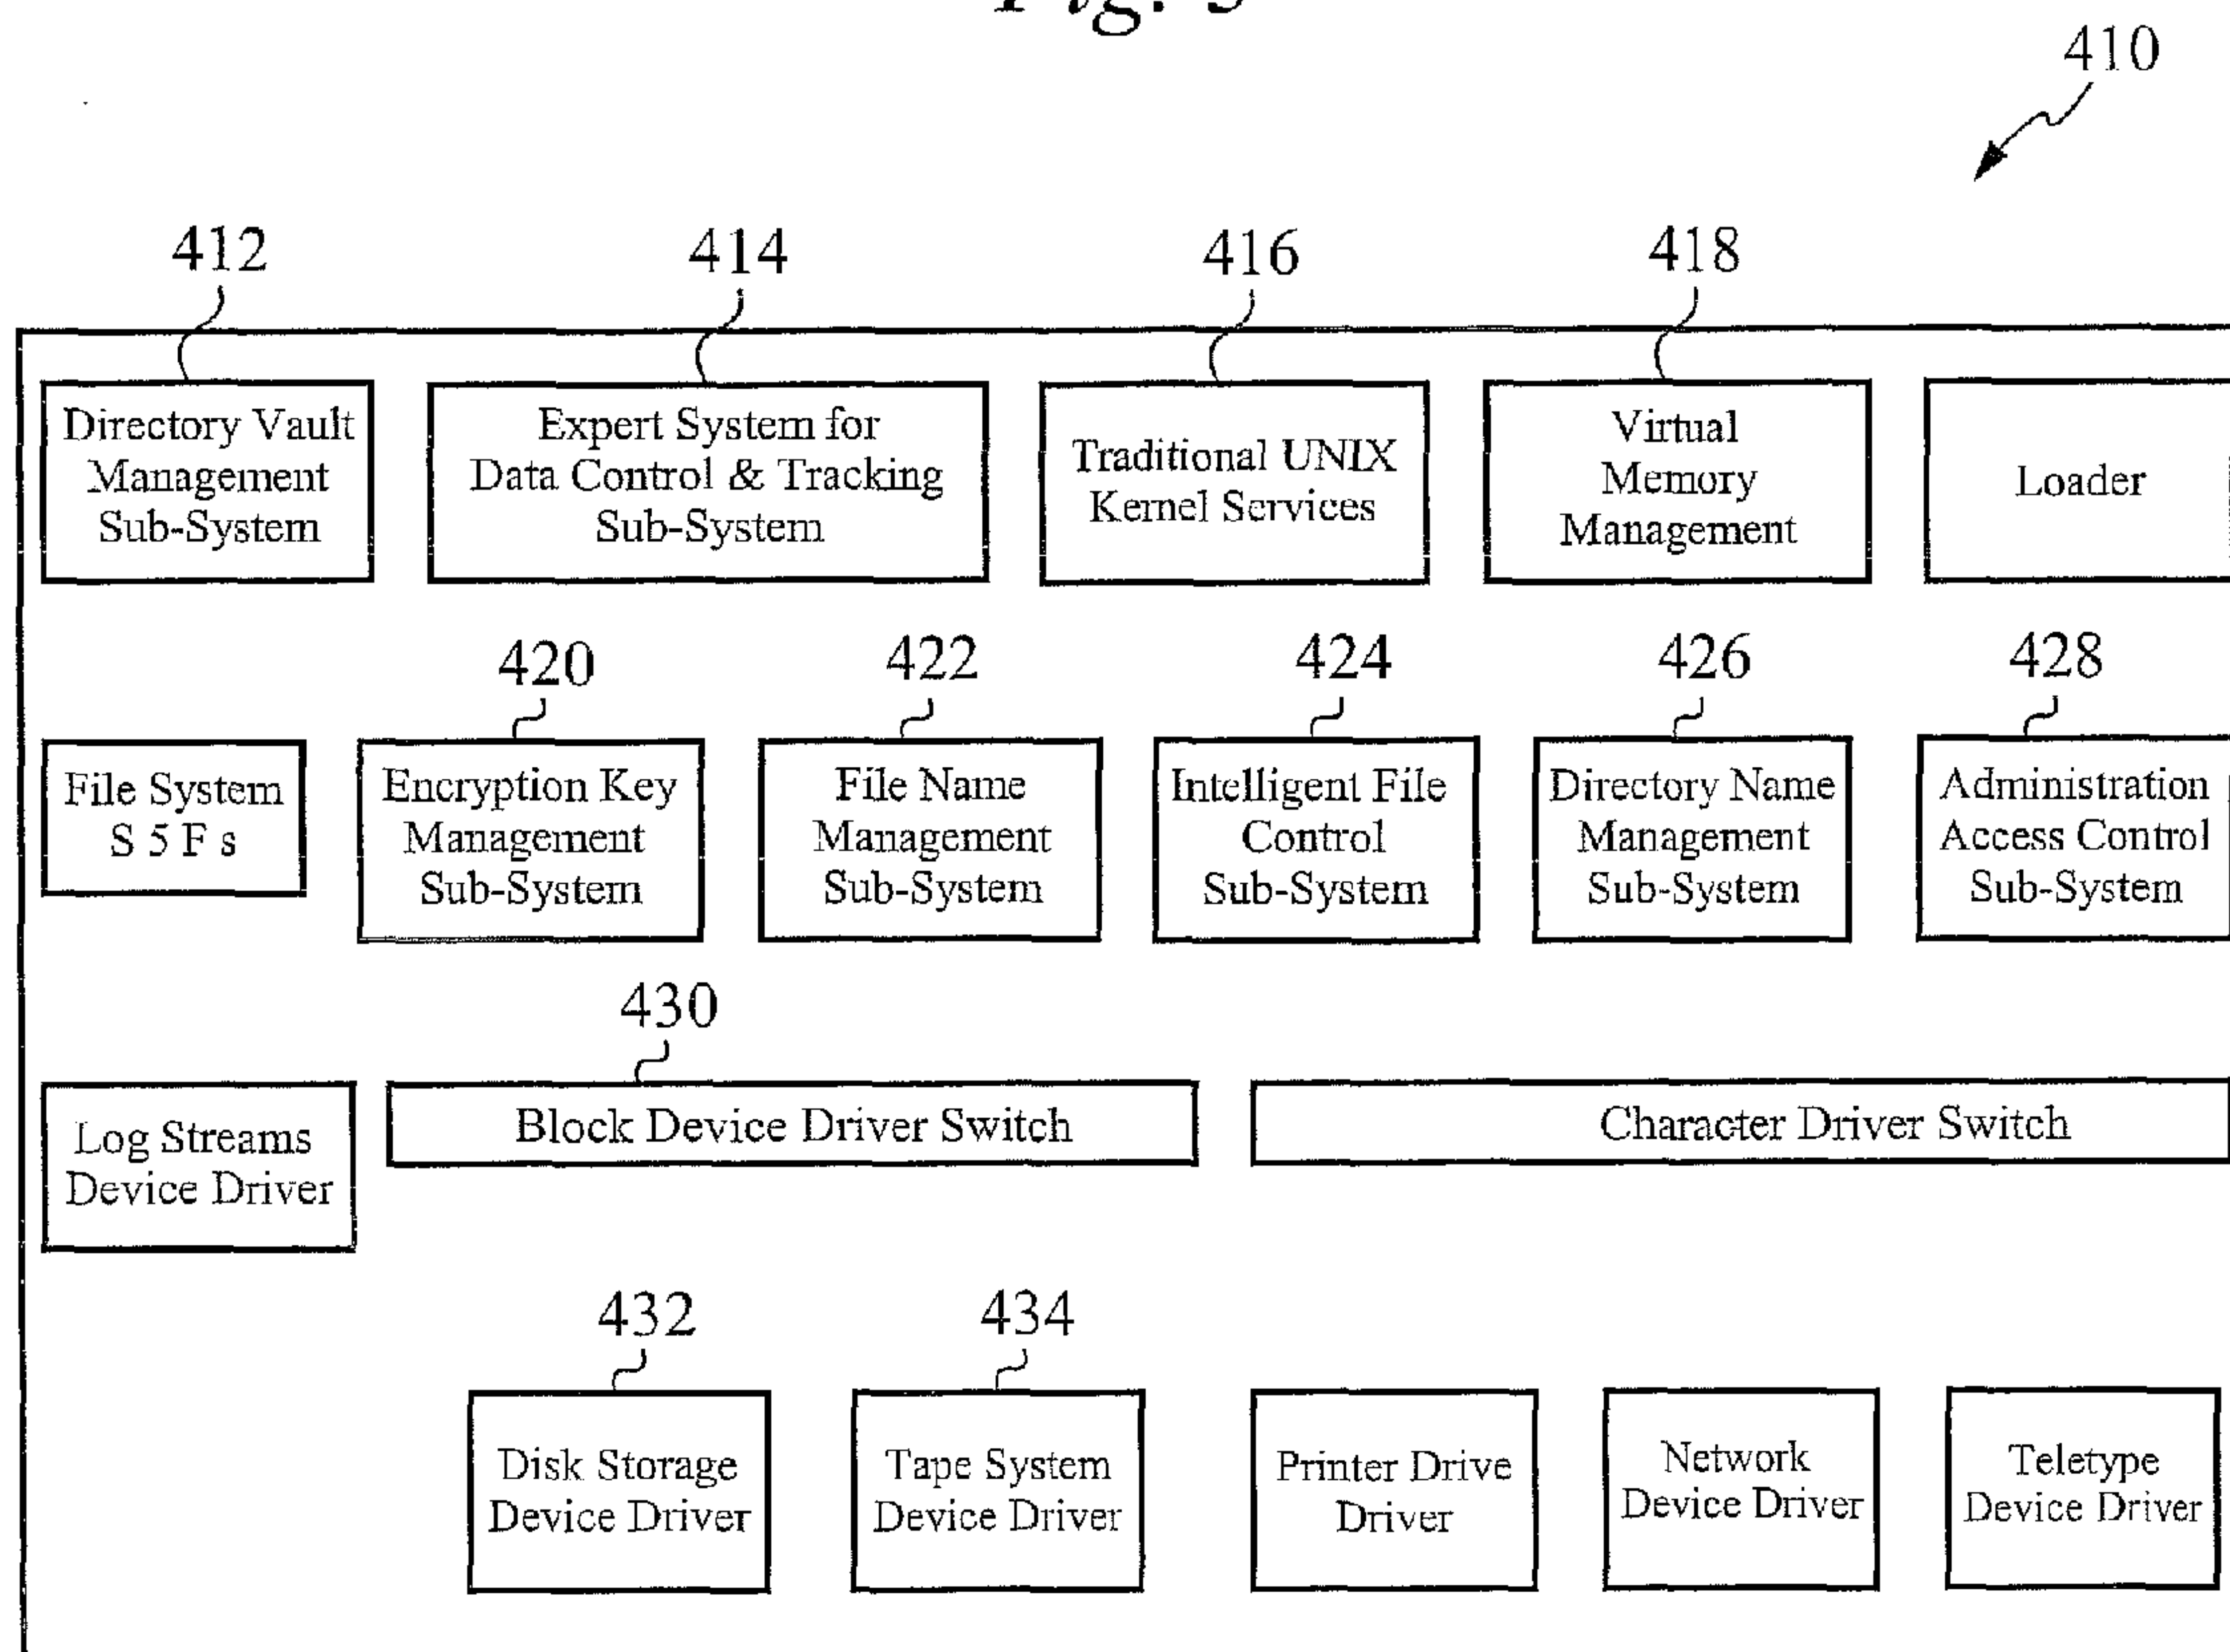 410
412
414
416
418
Directory Vault
Management
Sub-System
Expert System for
Data Control & Tracking
Sub-System
Traditional UNIX
Kernel Services
Virtual
Memory
Management
Loader
420
422
424
426
428
File System
S 5 F s
Encryption Key
Management
Sub-System
File Name
Management
Sub-System
Intelligent File
Control
Sub-System
Directory Name
Management
Sub-System
Administration
Access Control
Sub-System
430
Log Streams
Device Driver
Block Device Driver Switch
Character Driver Switch
432
434
Disk Storage
Device Driver
Tape System
Device Driver
Printer Drive
Driver
Network
Device Driver
Teletype
Device Driver